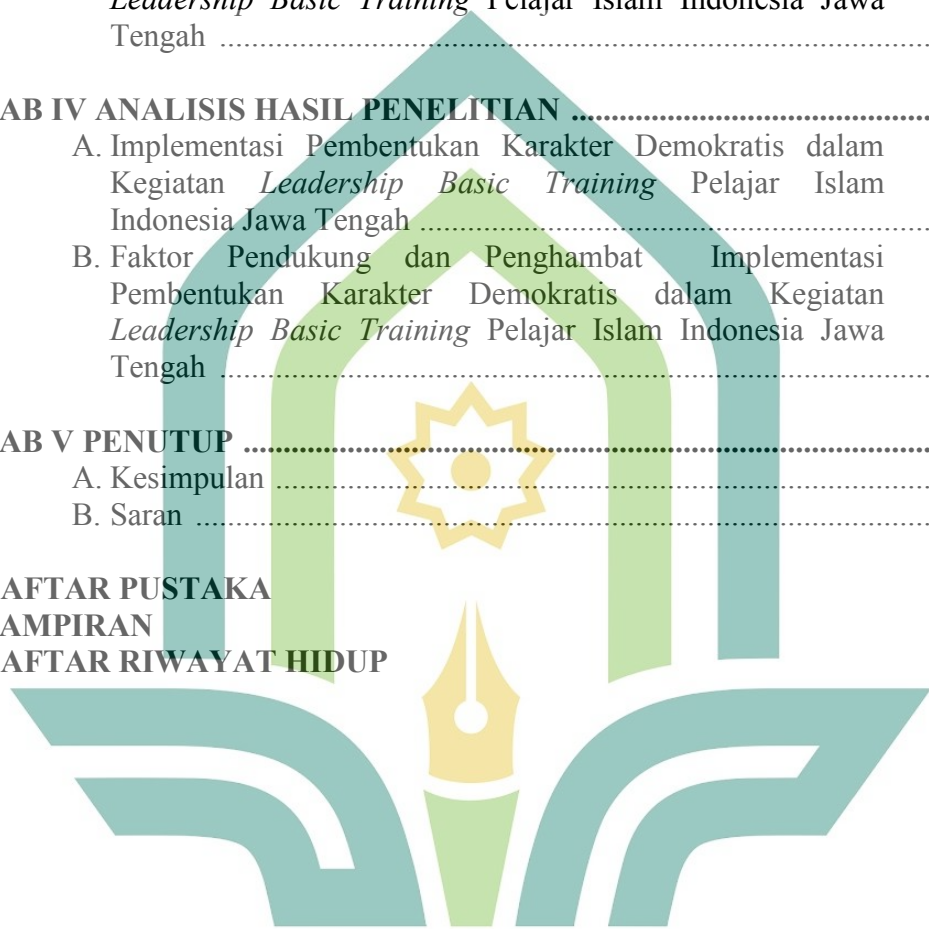 Leadership Basic Training Pelajar Islam Indonesia Jawa
Tengah ....................................................................................
AB IV ANALISIS HASIL PENELITIAN .............................................
A. Implementasi Pembentukan Karakter Demokratis dalam
Kegiatan Leadership Basic Training Pelajar Islam
Indonesia Jawa Tengah ................................................................
B. Faktor Pendukung dan Penghambat Implementasi
Pembentukan Karakter Demokratis dalam Kegiatan
Leadership Basic Training Pelajar Islam Indonesia Jawa
Tengah ....................................................................................
AB V PENUTUP ....................................................................................
A. Kesimpulan ................................................................................
B. Saran ..........................................................................................
AFTAR PUSTAKA
AMPIRAN
AFTAR RIWAYAT HIDUP